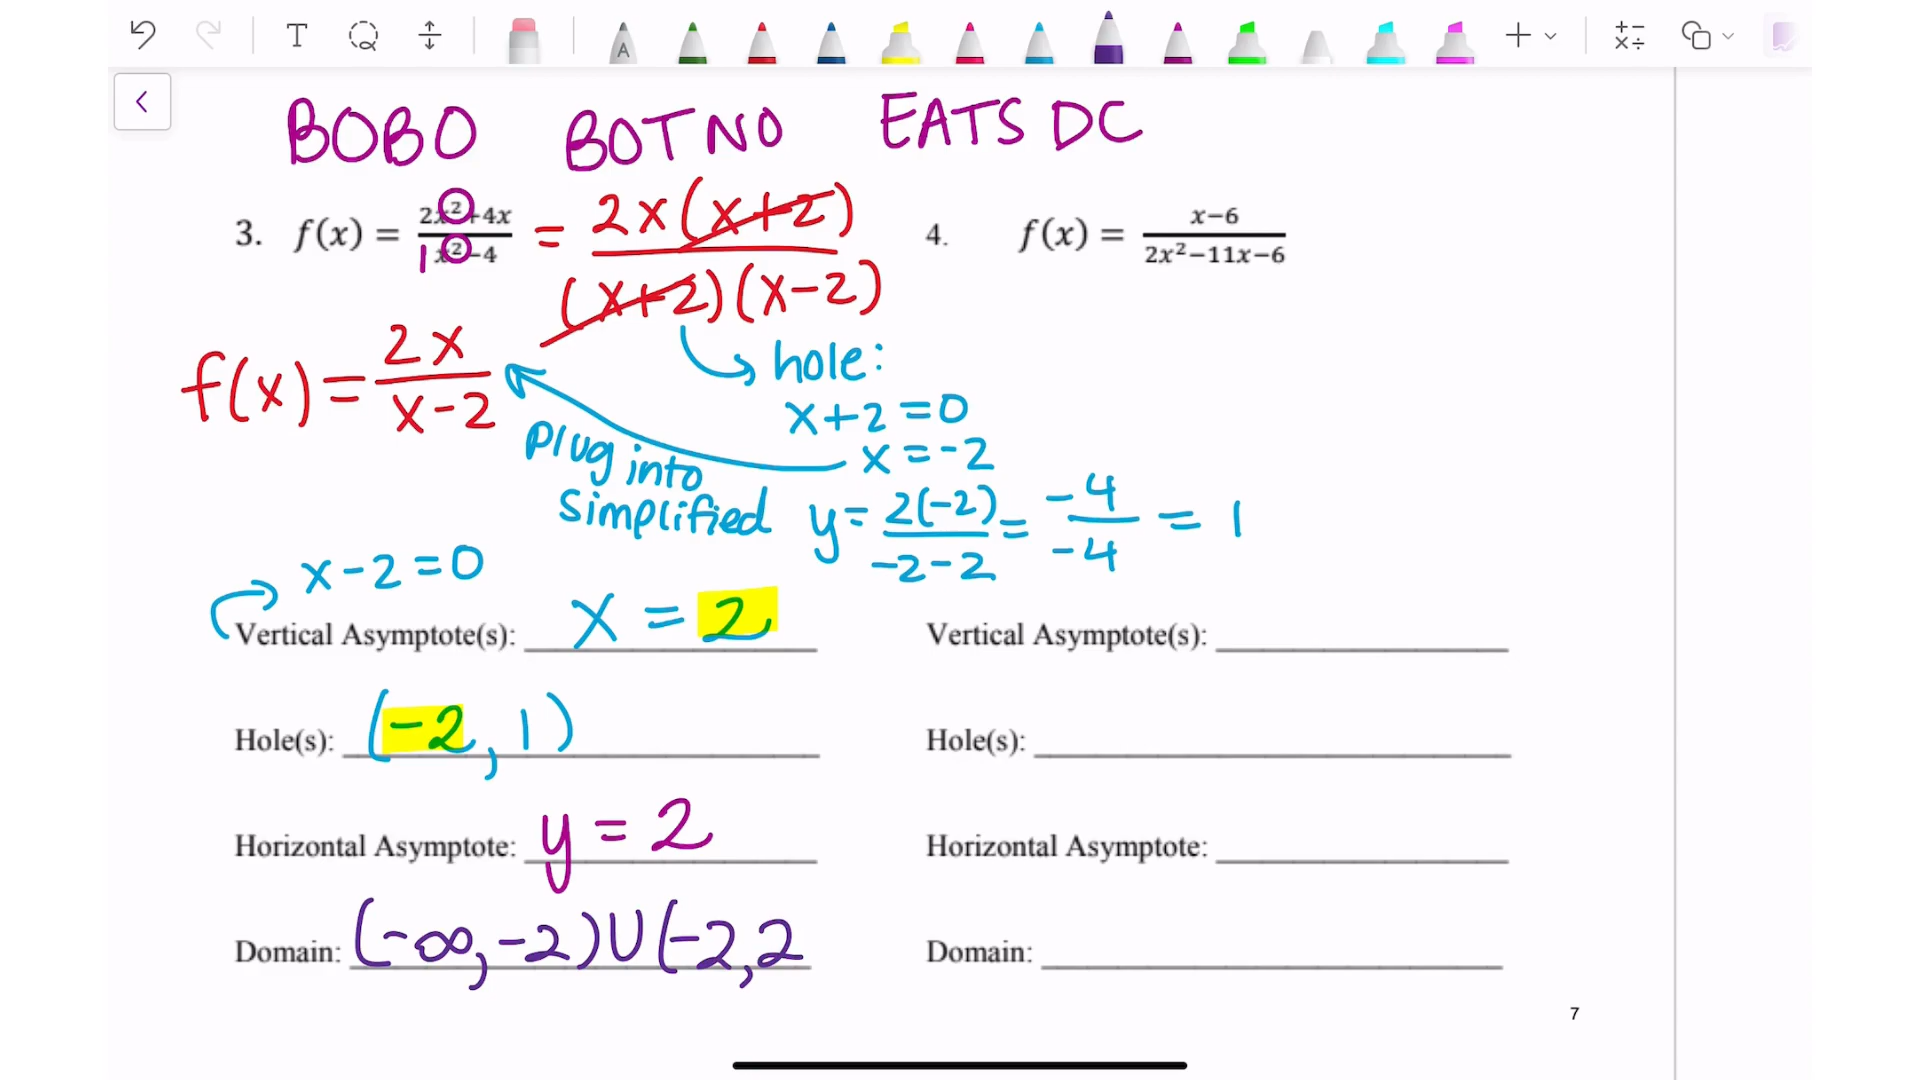 BOBO BOTNO EATS DC
3. f(x) = 2x²+4x / 1x²-4 = 2x(x+2) / (x+2)(x-2)
f(x) = 2x / x-2
hole:
x+2=0
x=-2
Plug into
simplified
y = 2(-2) / -2-2 = -4 / -4 = 1
x-2=0
Vertical Asymptote(s): x = 2
Hole(s): (-2, 1)
Horizontal Asymptote: y = 2
Domain: (-∞,-2)∪(-2,2
4. f(x) = x-6 / 2x²-11x-6
Vertical Asymptote(s):
Hole(s):
Horizontal Asymptote:
Domain:
7